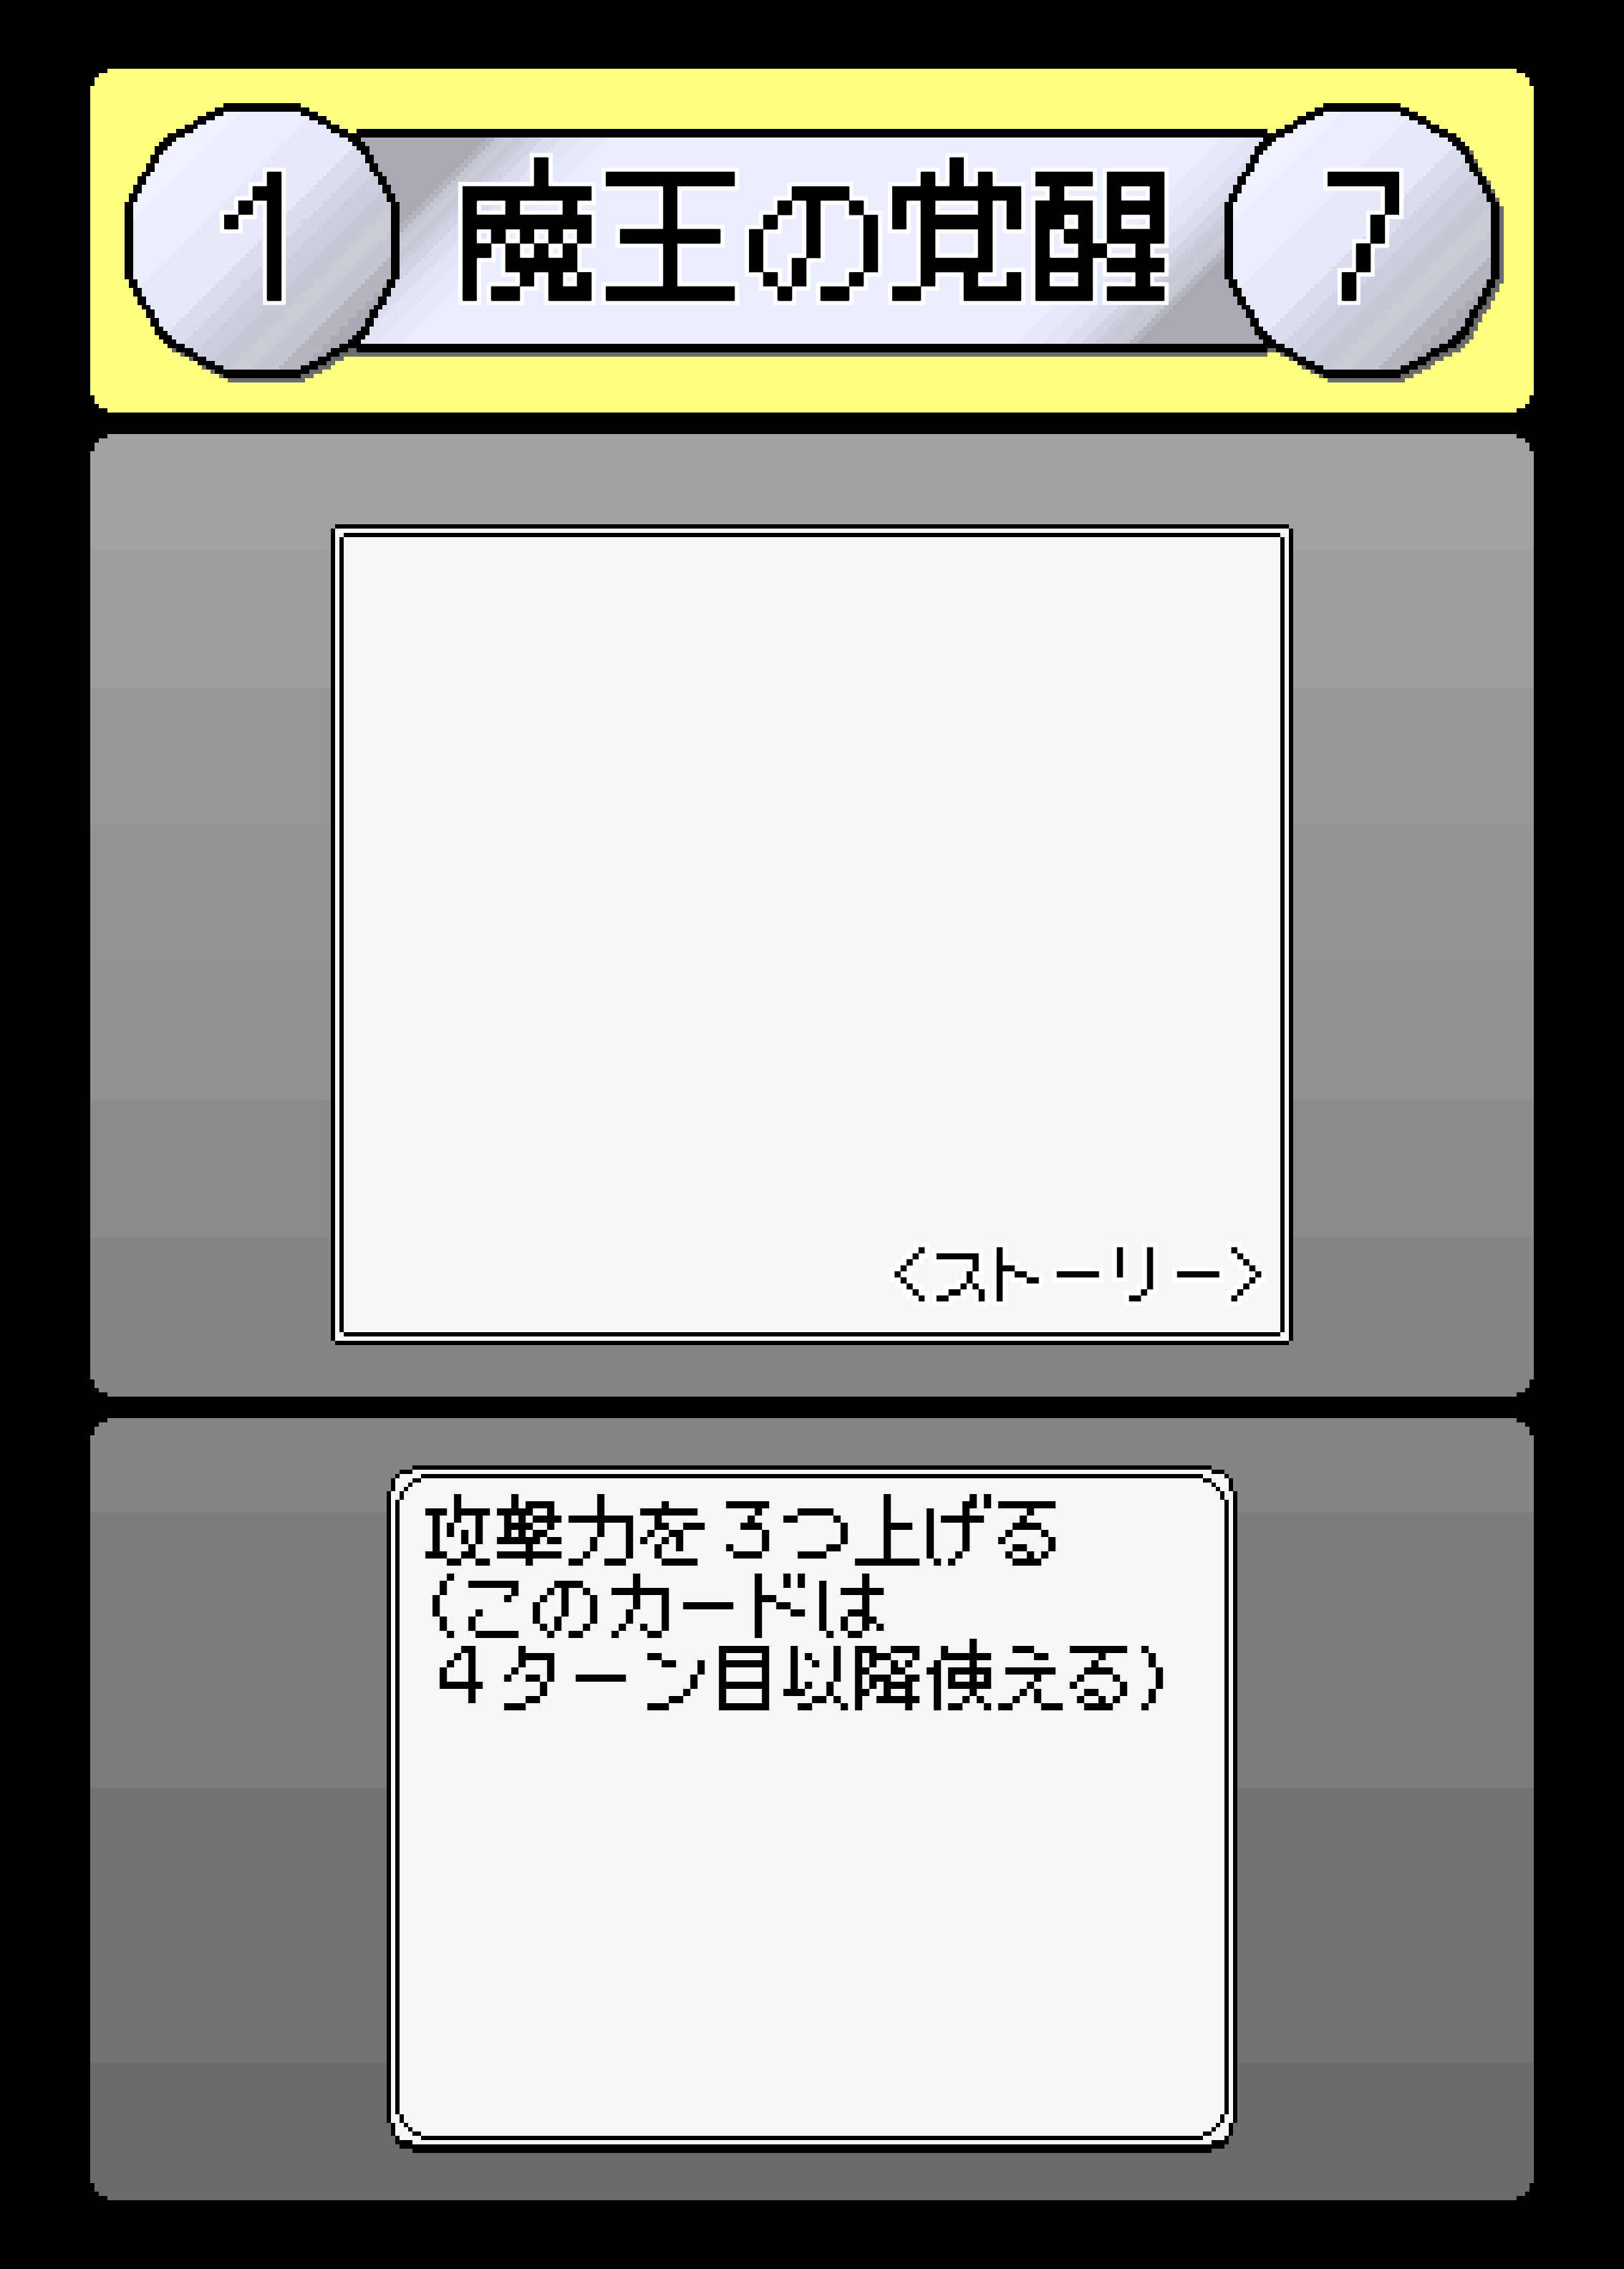 1 魔王の覚醒 7
<ストーリー>
攻撃力を3つ上げる
(このカードは
4ターン目以降使える)